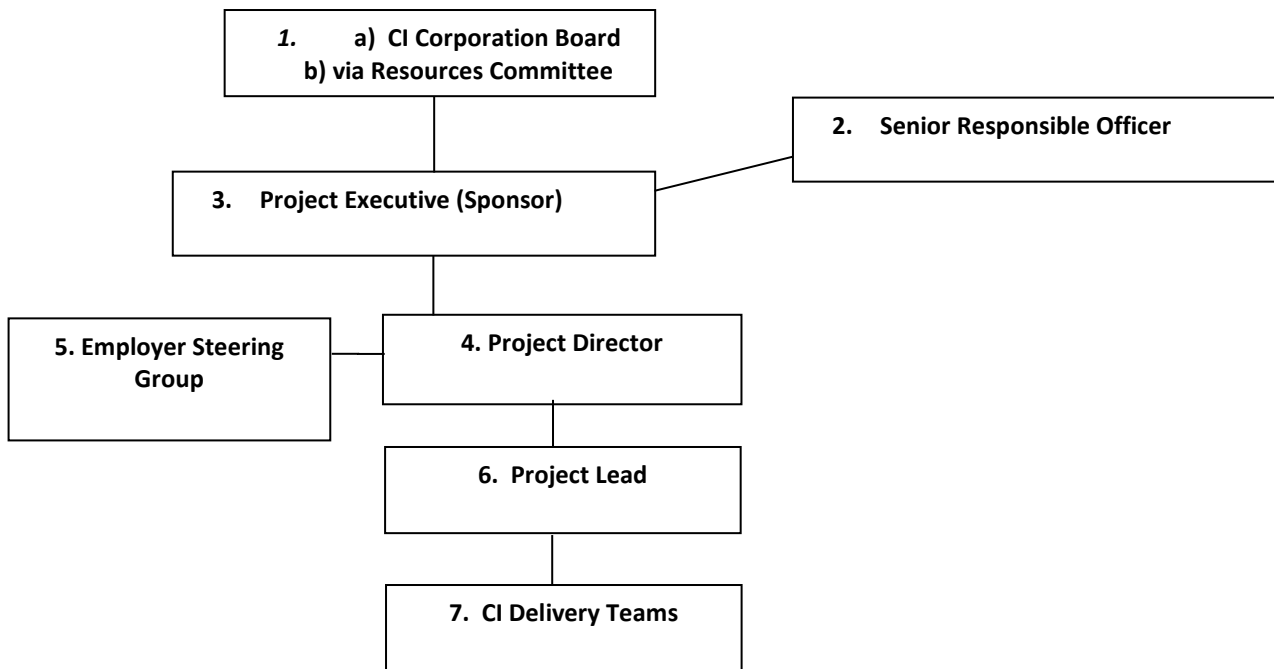 1. a) CI Corporation Board
b) via Resources Committee
2. Senior Responsible Officer
3. Project Executive (Sponsor)
5. Employer Steering
Group
4. Project Director
6. Project Lead
7. CI Delivery Teams